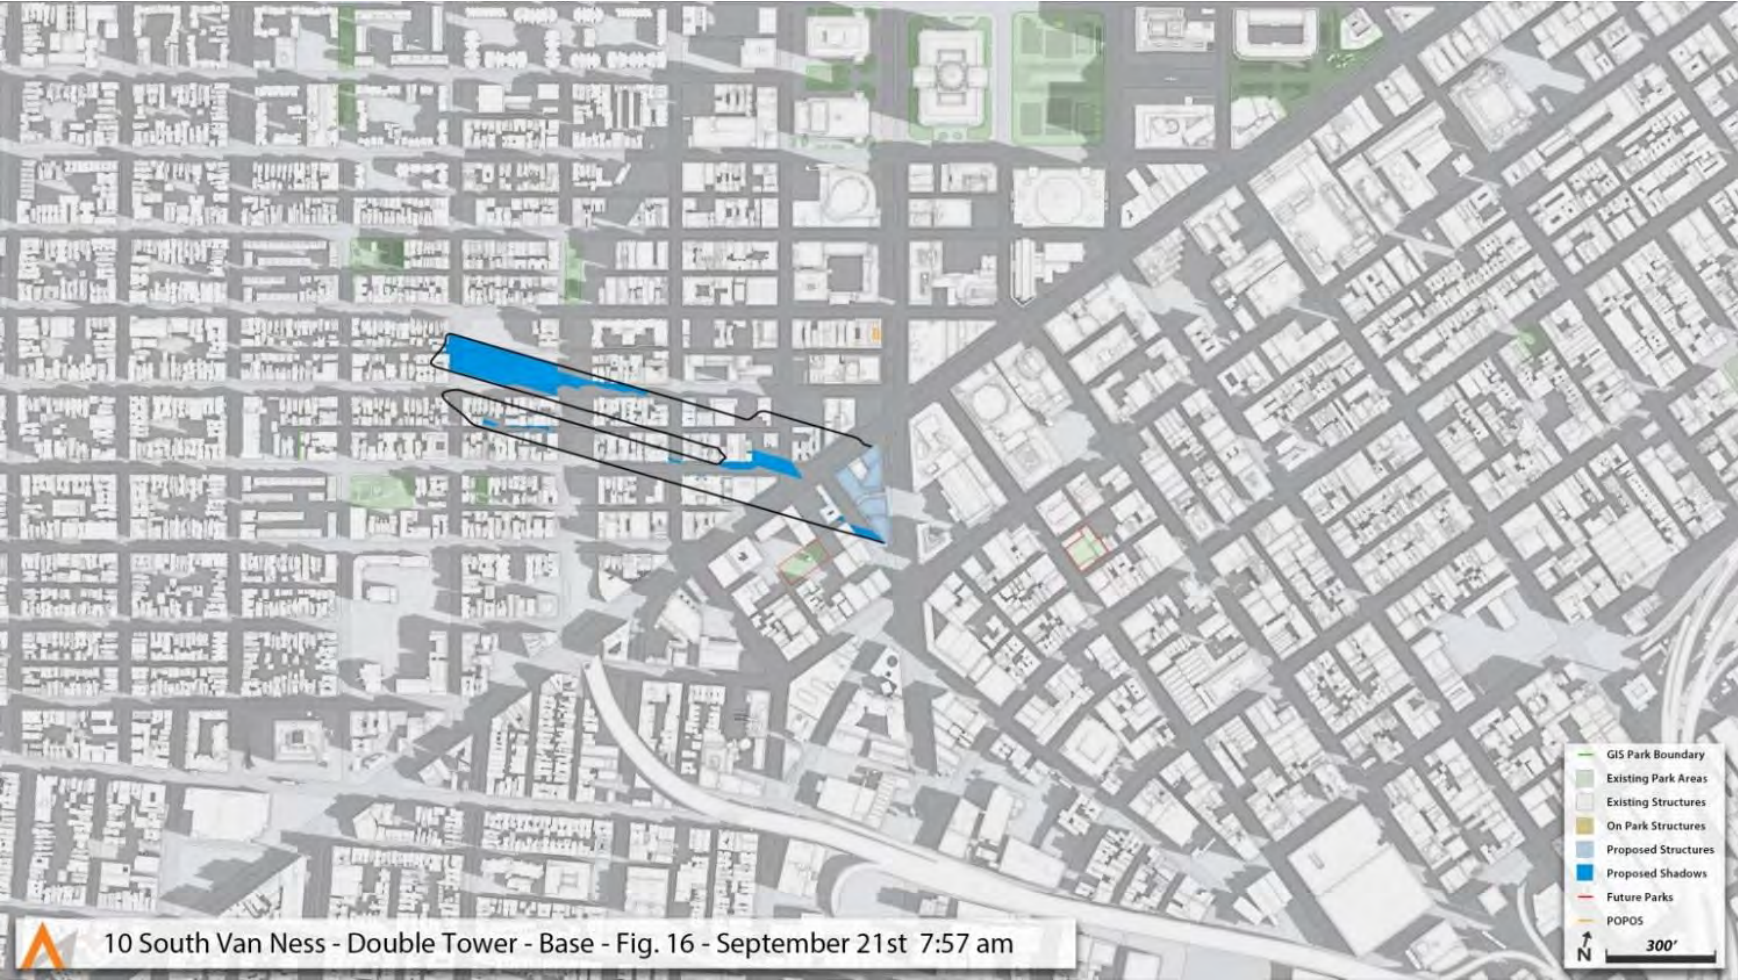 GIS Park Boundary
Existing Park Areas
Existing Structures
On Park Structures
Proposed Structures
Proposed Shadows
Future Parks
POPOS
N
300'
10 South Van Ness - Double Tower - Base - Fig. 16 - September 21st 7:57 am